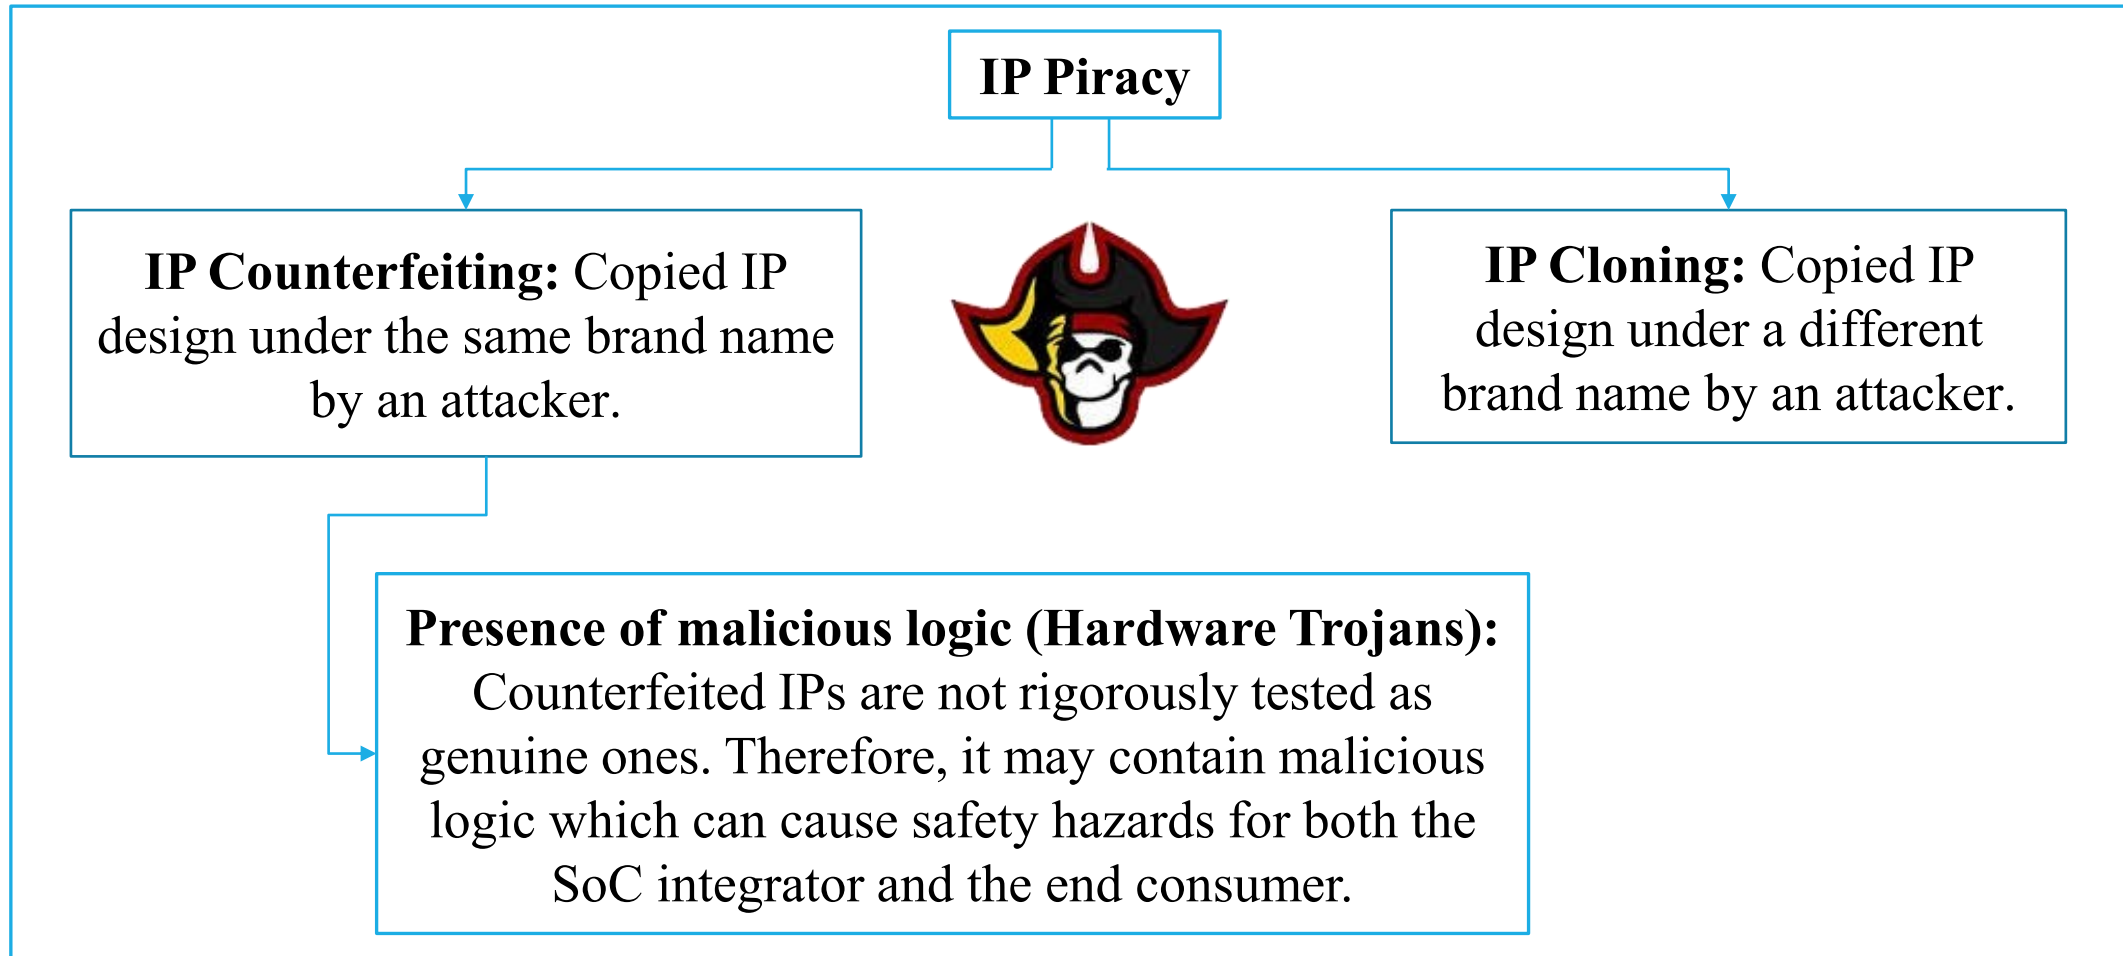 IP Piracy
IP Counterfeiting: Copied IP
design under the same brand name
by an attacker.
IP Cloning: Copied IP
design under a different
brand name by an attacker.
Presence of malicious logic (Hardware Trojans):
Counterfeited IPs are not rigorously tested as
genuine ones. Therefore, it may contain malicious
logic which can cause safety hazards for both the
SoC integrator and the end consumer.